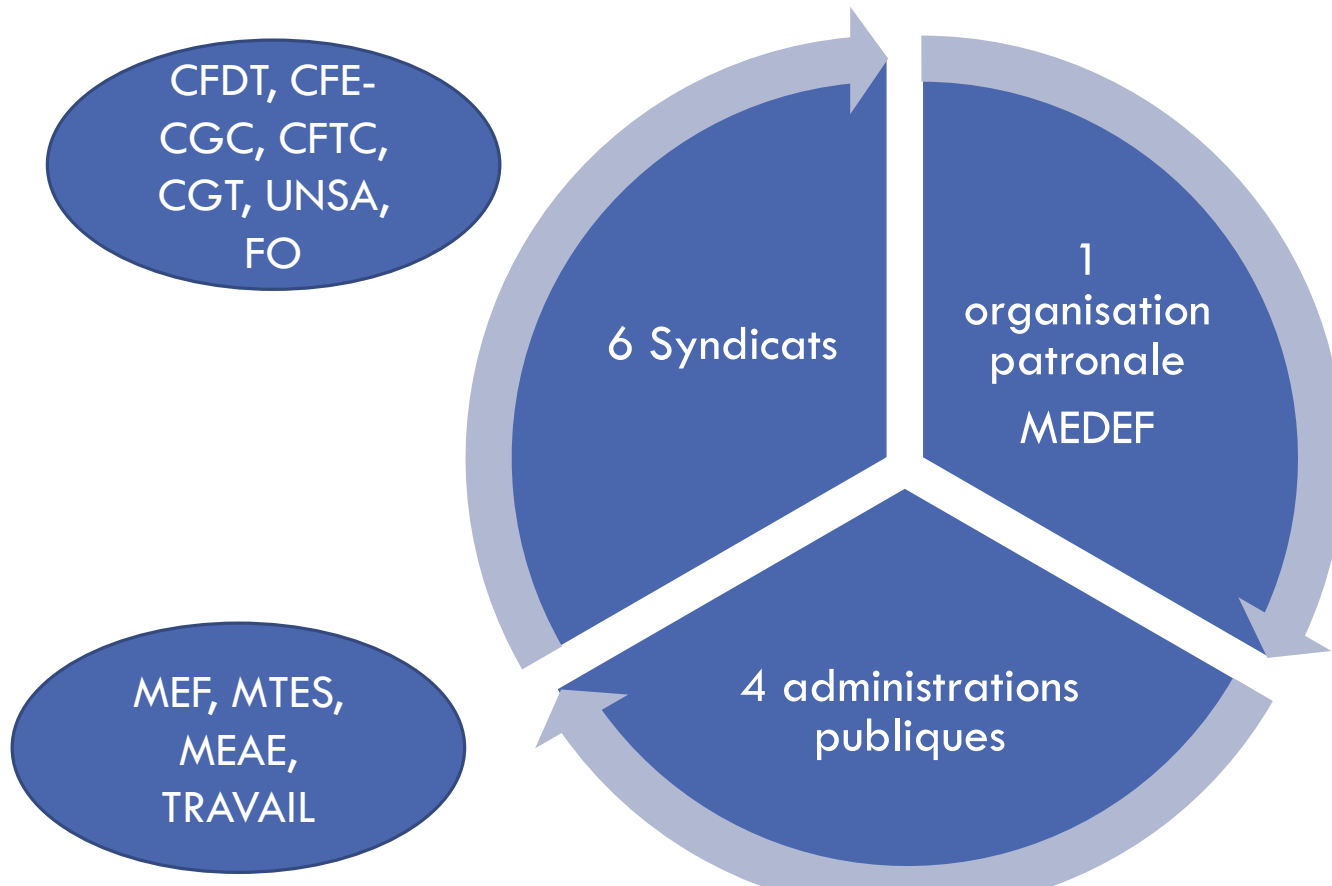 CFDT, CFE-
CGC, CFTC,
CGT, UNSA,
FO
6 Syndicats
1
organisation
patronale
MEDEF
MEF, MTES,
MEAE,
TRAVAIL
4 administrations
publiques